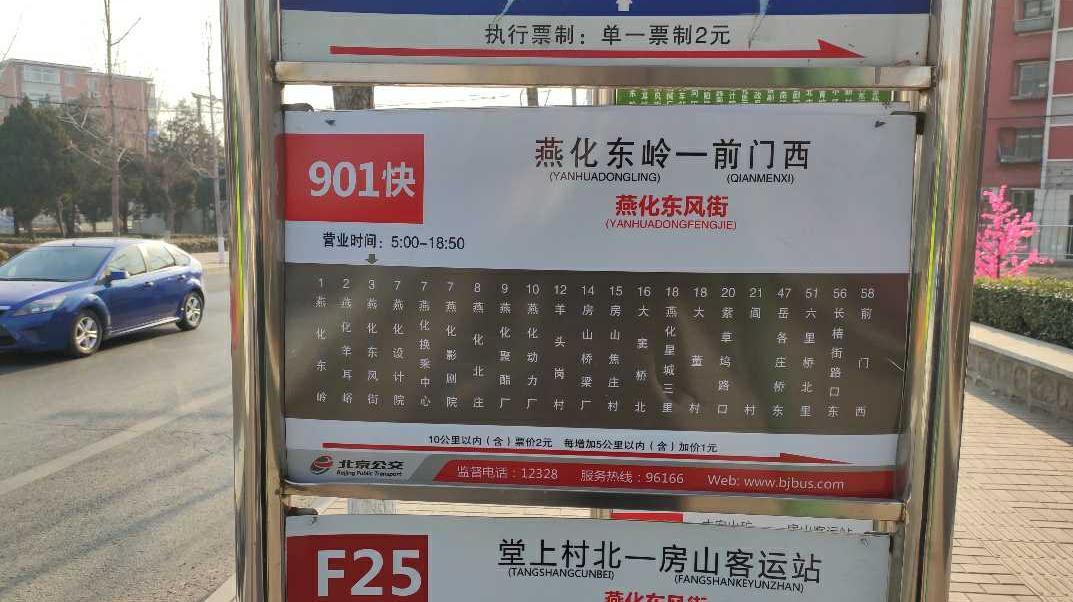 执行票制：单一票制2元
901快
燕化东岭—前门西
(YANHUADONGLING) (QIANMENXI)
燕化东风街
(YANHUADONGFENGJIE)
营业时间：5:00-18:50
1 燕化东岭
2 燕化羊耳峪
3 燕化东风街
7 燕化设计院
7 燕化换乘中心
7 燕化影剧院
8 燕化北庄
9 燕化聚酯厂
10 燕化动力厂
12 羊头岗村
14 房山桥梁厂
15 房山焦庄村
16 大窦桥北
18 燕化星城三里
18 大董村
20 紫草坞路口
21 阎村
47 岳各庄桥东
51 六里桥北里
56 长椿街路口东
58 前门西
10公里以内（含）票价2元 每增加5公里以内（含）加价1元
北京公交
Beijing Public Transport
监督电话：12328 服务热线：96166 Web: www.bjbus.com
F25
堂上村北—房山客运站
(TANGSHANGCUNBEI) (FANGSHANKEYUNZHAN)
燕化东风街